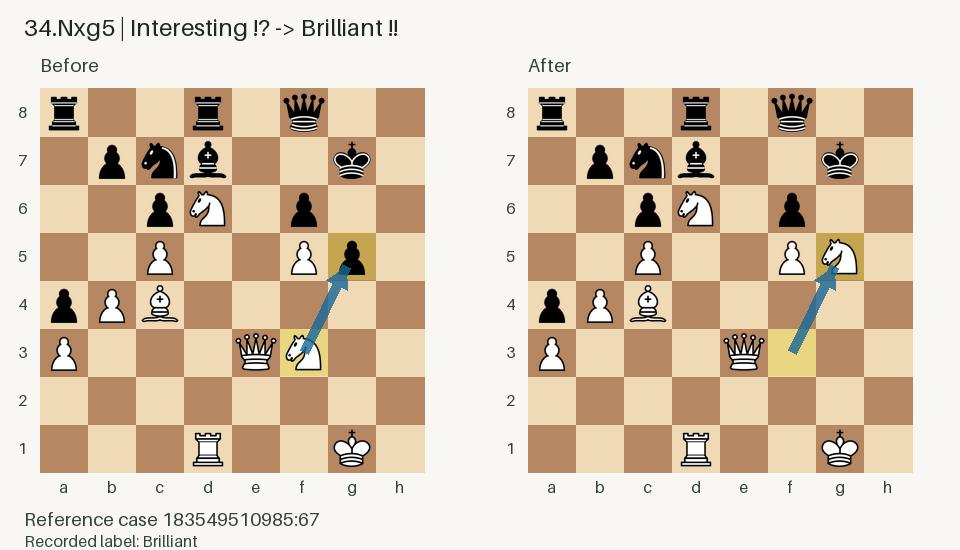 34.Nxg5 | Interesting !? -> Brilliant !!
Before After
8 8
7 7
6 6
5 5
4 4
3 3
2 2
1 1
a b c d e f g h a b c d e f g h
Reference case 183549510985:67
Recorded label: Brilliant